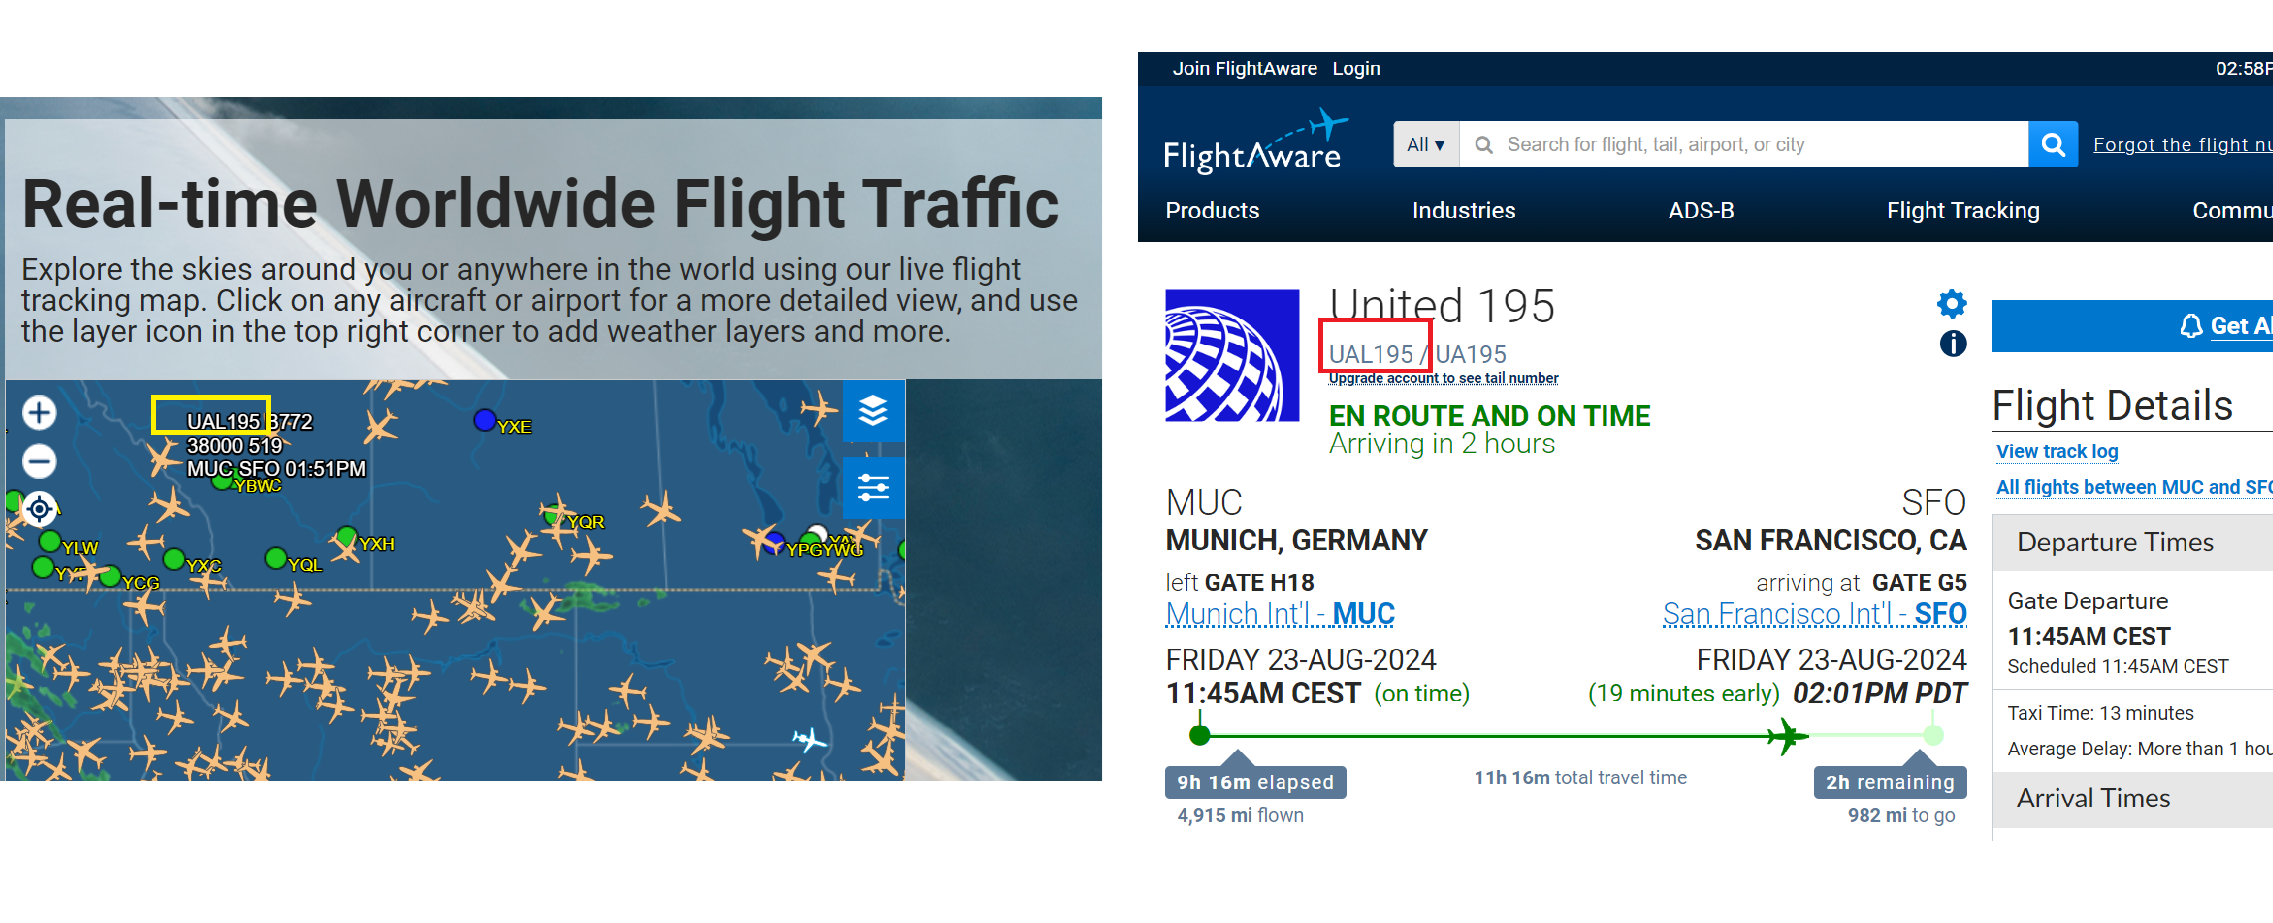 Real-time Worldwide Flight Traffic
Explore the skies around you or anywhere in the world using our live flight
tracking map. Click on any aircraft or airport for a more detailed view, and use
the layer icon in the top right corner to add weather layers and more.
UAL195 B772
38000 519
MUC SFO 01:51PM
YBWC
YXE
YQR
YXH
YLW
YXC
YQL
YCG
YPGYWG
Join FlightAware Login
02:58P
FlightAware
All ▾
Search for flight, tail, airport, or city
Forgot the flight nu
Products Industries ADS-B Flight Tracking Commu
United 195
UAL195 / UA195
Upgrade account to see tail number
EN ROUTE AND ON TIME
Arriving in 2 hours
MUC
MUNICH, GERMANY
left GATE H18
Munich Int'l - MUC
FRIDAY 23-AUG-2024
11:45AM CEST (on time)
SFO
SAN FRANCISCO, CA
arriving at GATE G5
San Francisco Int'l - SFO
FRIDAY 23-AUG-2024
(19 minutes early) 02:01PM PDT
9h 16m elapsed
4,915 mi flown
11h 16m total travel time
2h remaining
982 mi to go
Get Al
Flight Details
View track log
All flights between MUC and SFO
Departure Times
Gate Departure
11:45AM CEST
Scheduled 11:45AM CEST
Taxi Time: 13 minutes
Average Delay: More than 1 hou
Arrival Times